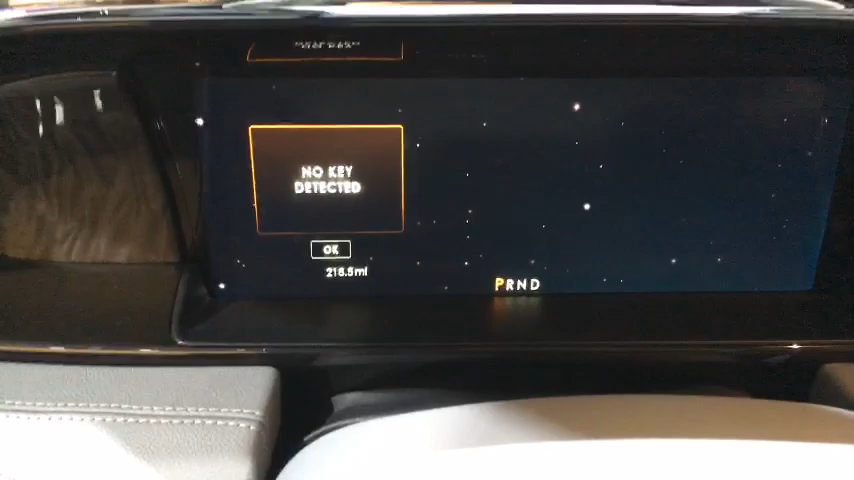 NO KEY
DETECTED
OK
218.5mi
PRND